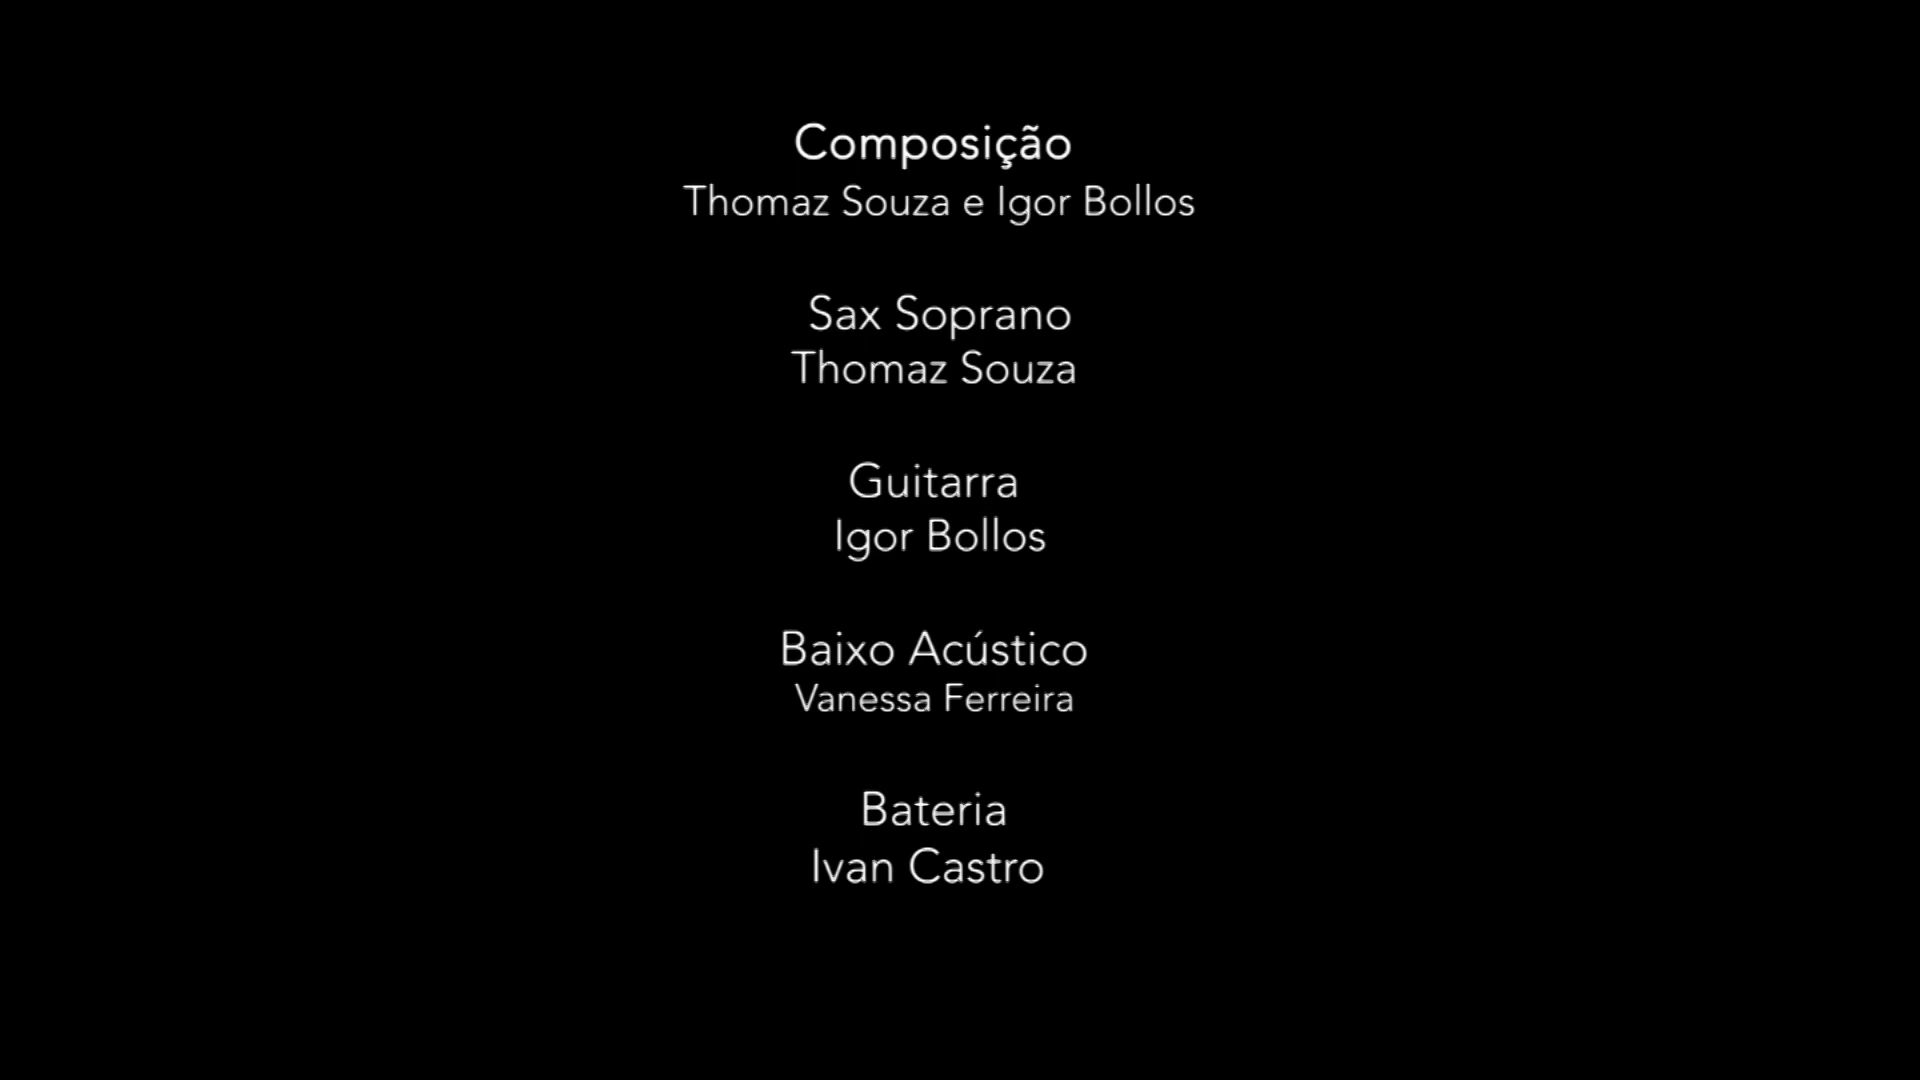 Composição
Thomaz Souza e Igor Bollos
Sax Soprano
Thomaz Souza
Guitarra
Igor Bollos
Baixo Acústico
Vanessa Ferreira
Bateria
Ivan Castro